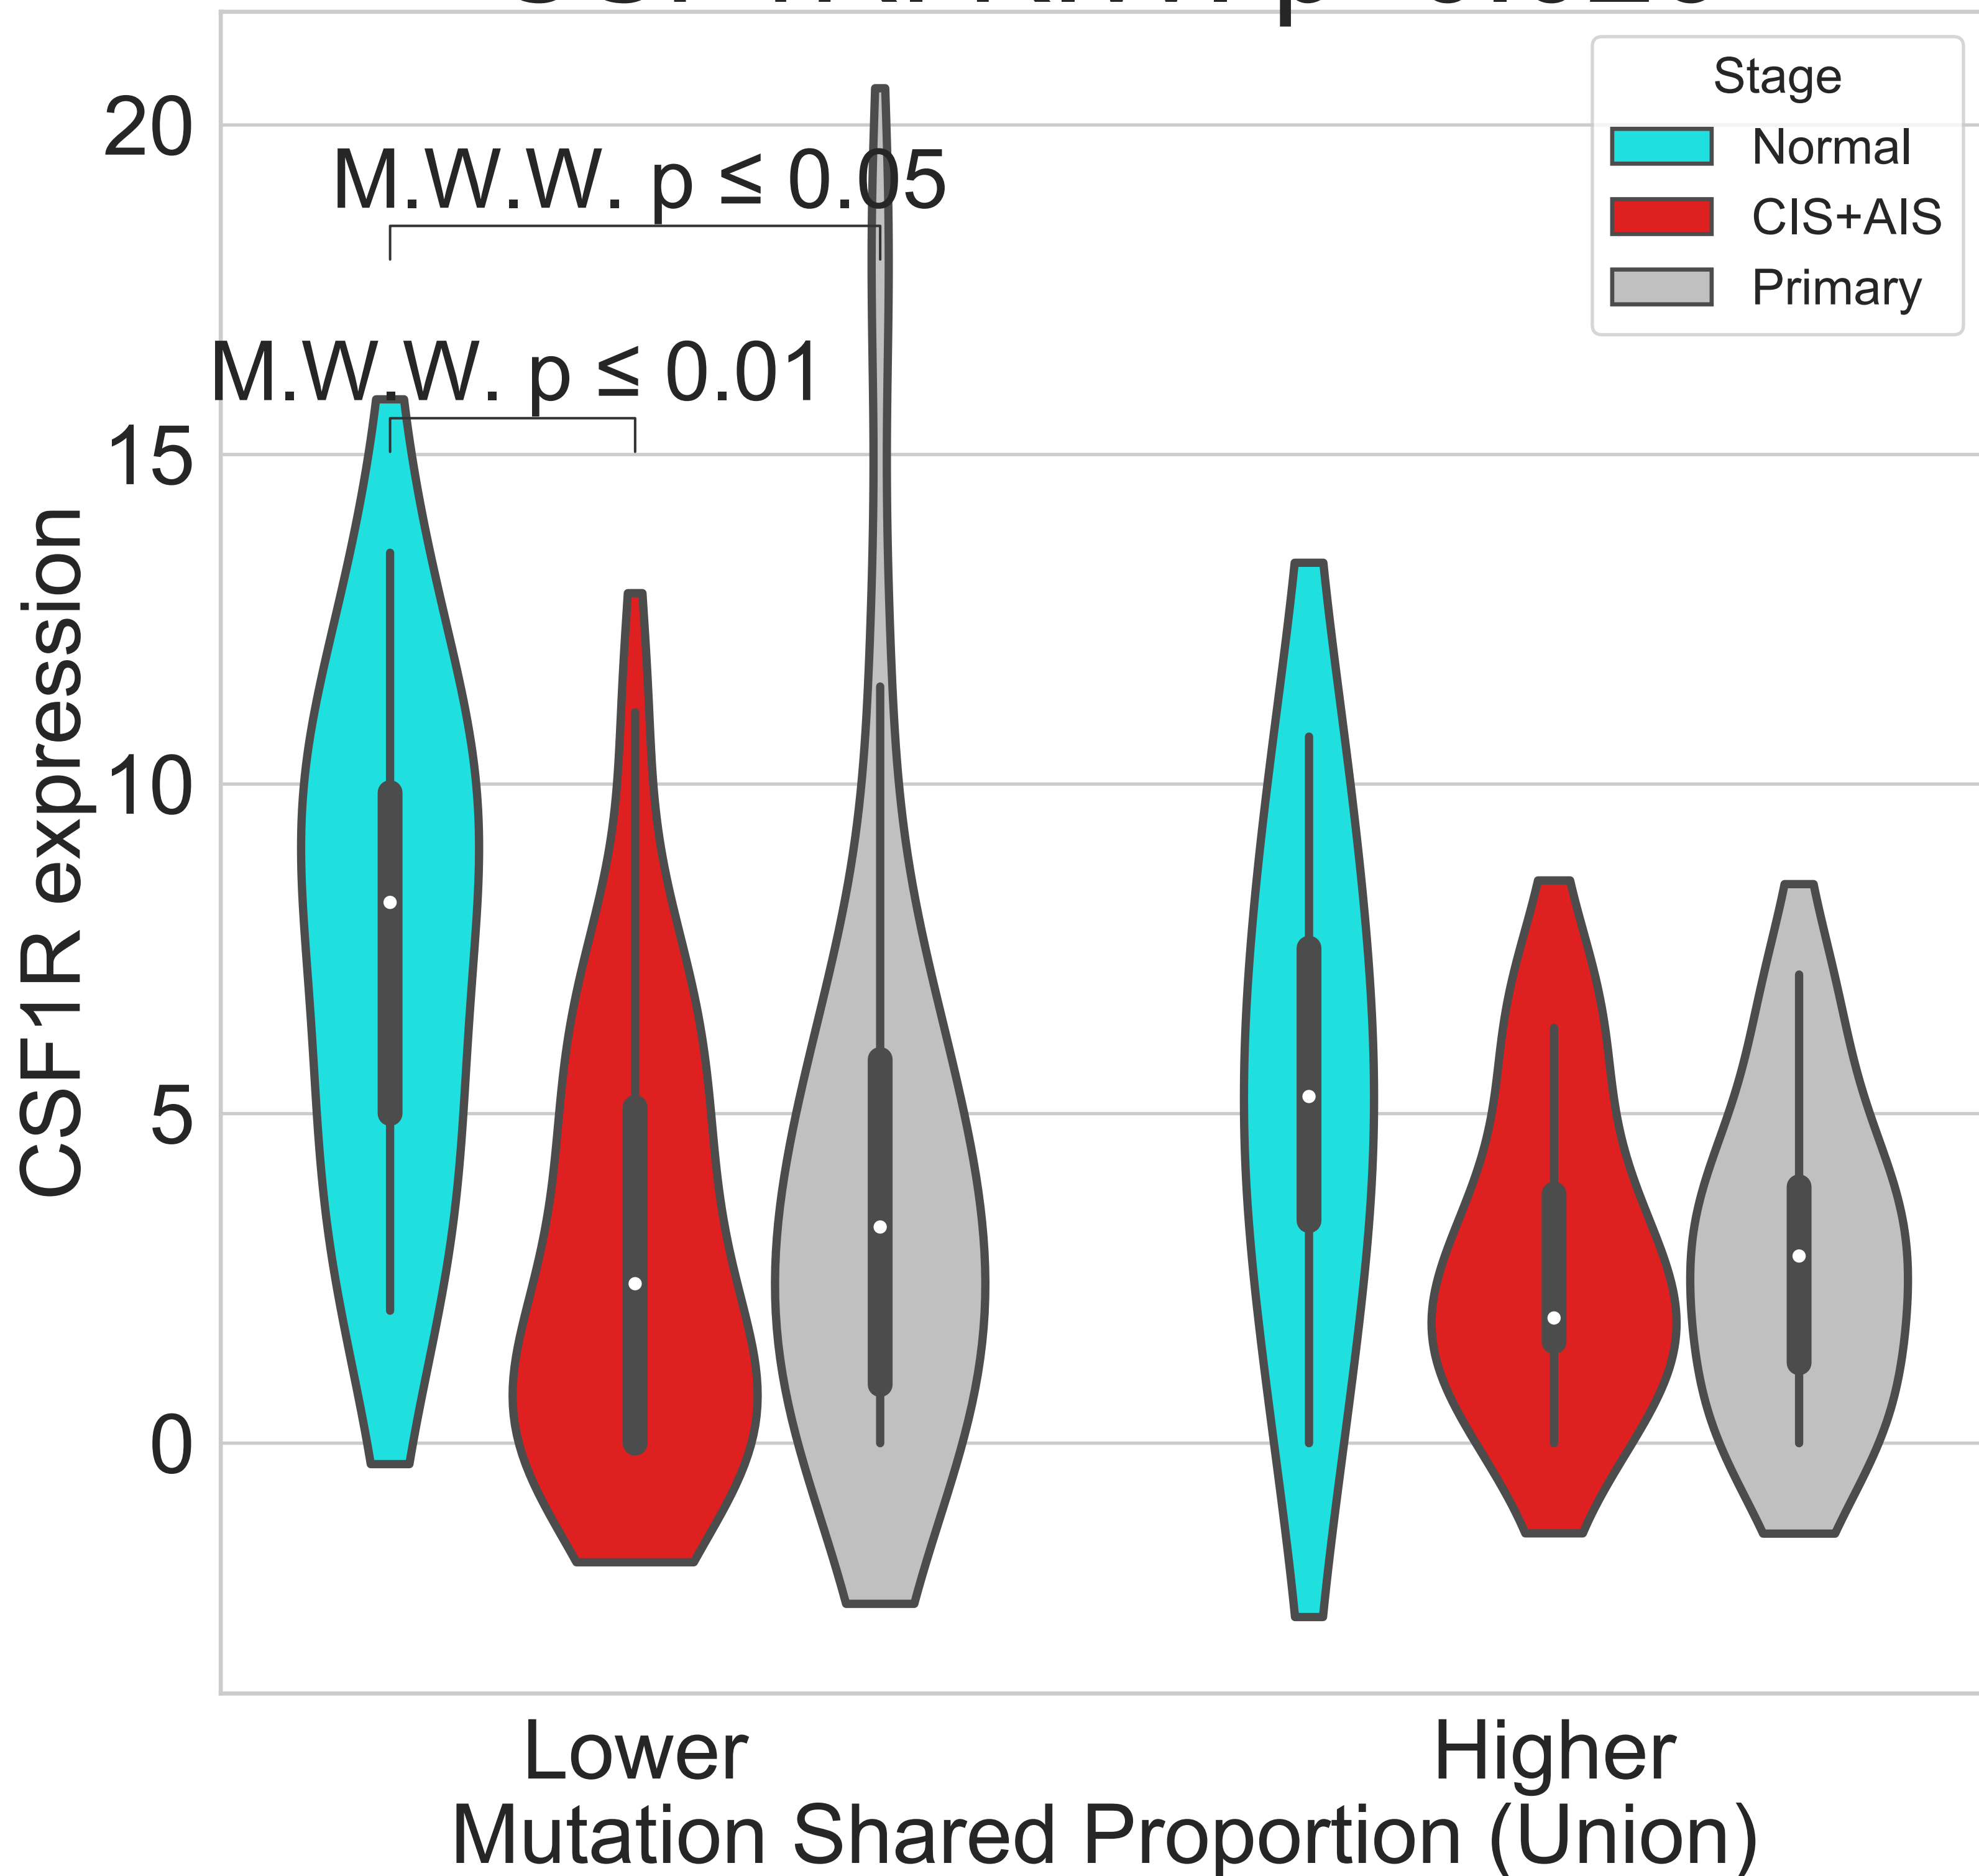 Stage
Normal
CIS+AIS
Primary
M.W.W. p ≤ 0.05
M.W.W. p ≤ 0.01
20
15
10
5
0
CSF1R expression
Lower
Higher
Mutation Shared Proportion (Union)